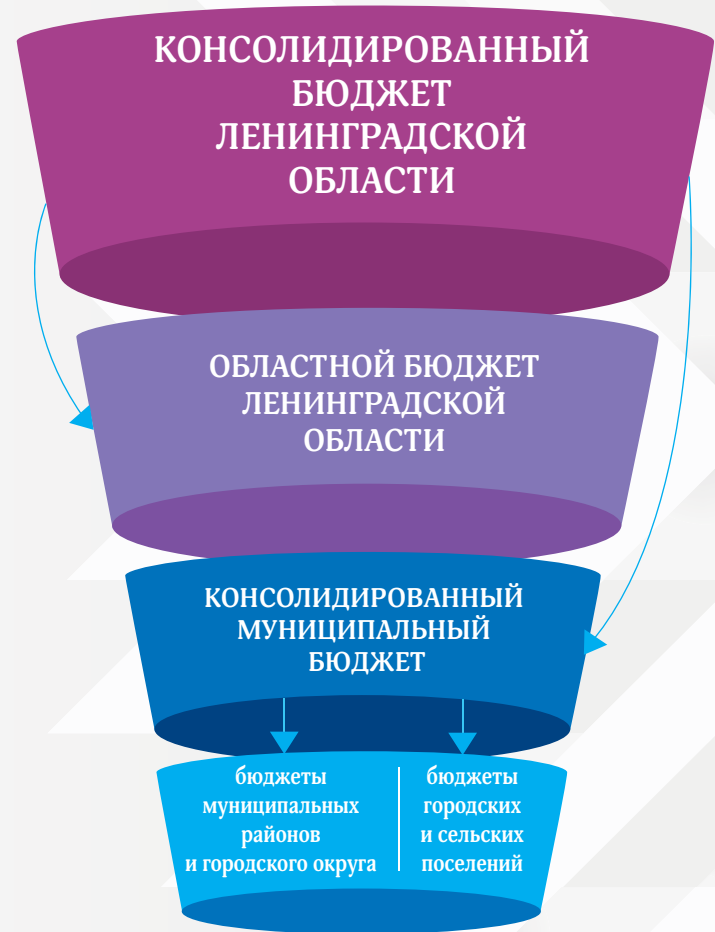 КОНСОЛИДИРОВАННЫЙ
БЮДЖЕТ
ЛЕНИНГРАДСКОЙ
ОБЛАСТИ
ОБЛАСТНОЙ БЮДЖЕТ
ЛЕНИНГРАДСКОЙ
ОБЛАСТИ
КОНСОЛИДИРОВАННЫЙ
МУНИЦИПАЛЬНЫЙ
БЮДЖЕТ
бюджеты
муниципальных
районов
и городского округа
бюджеты
городских
и сельских
поселений